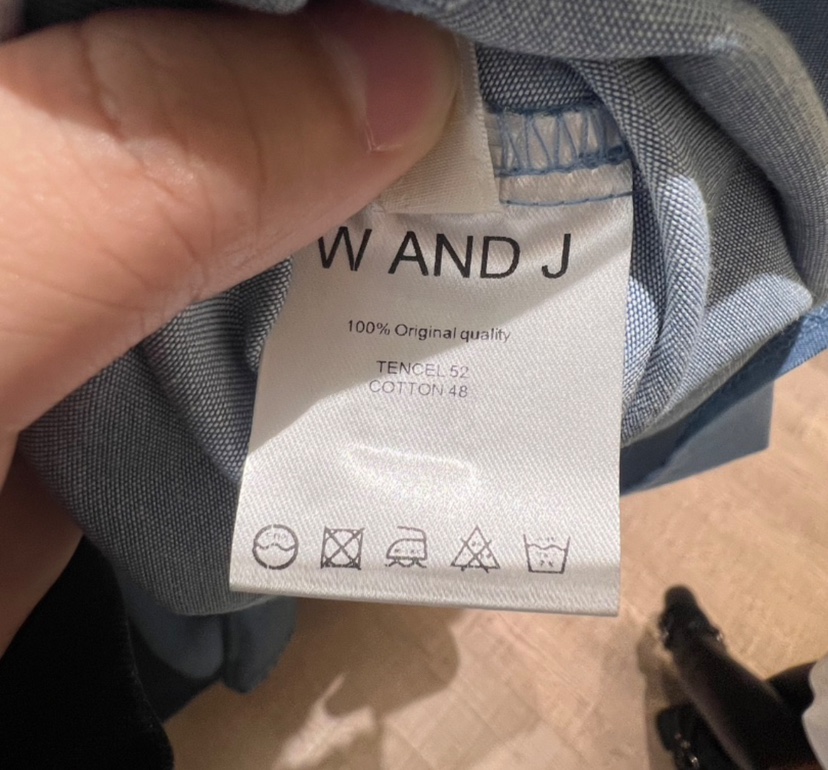 W AND J
100% Original quality
TENCEL 52
COTTON 48